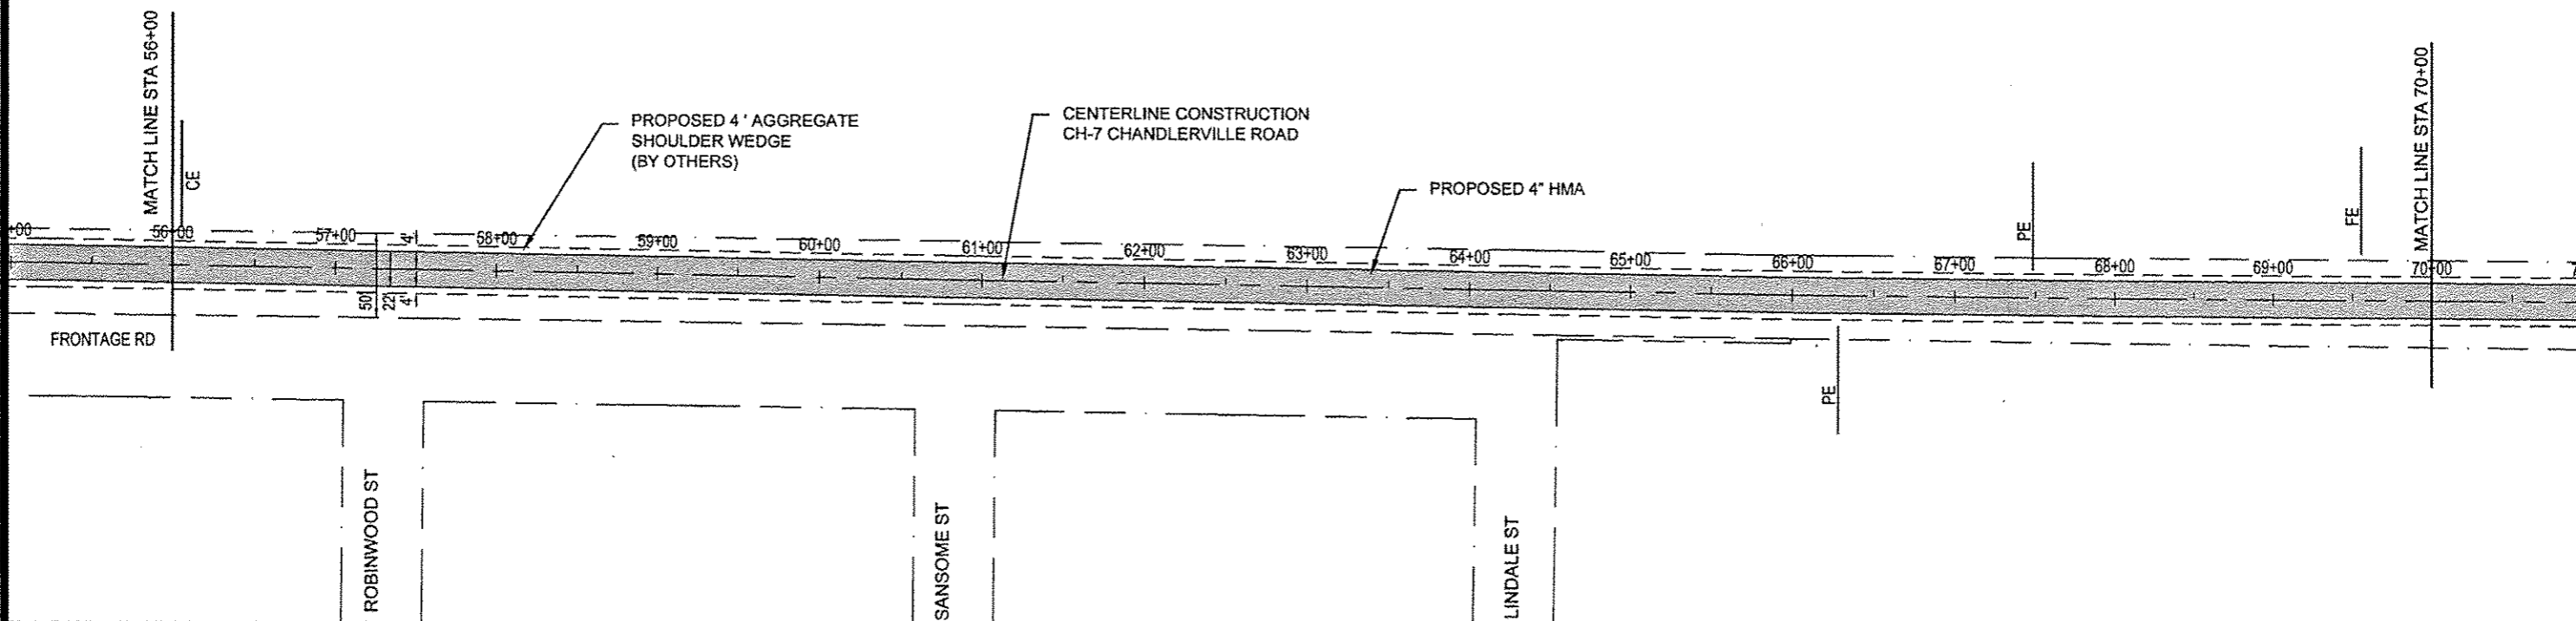 MATCH LINE STA 56+00
CE
PROPOSED 4 ' AGGREGATE
SHOULDER WEDGE
(BY OTHERS)
CENTERLINE CONSTRUCTION
CH-7 CHANDLERVILLE ROAD
PROPOSED 4" HMA
PE
FE
MATCH LINE STA 70+00
+00
56+00
57+00
58+00
59+00
60+00
61+00
62+00
63+00
64+00
65+00
66+00
67+00
68+00
69+00
70+00
4'
50'
22'
4'
FRONTAGE RD
PE
ROBINWOOD ST
SANSOME ST
LINDALE ST